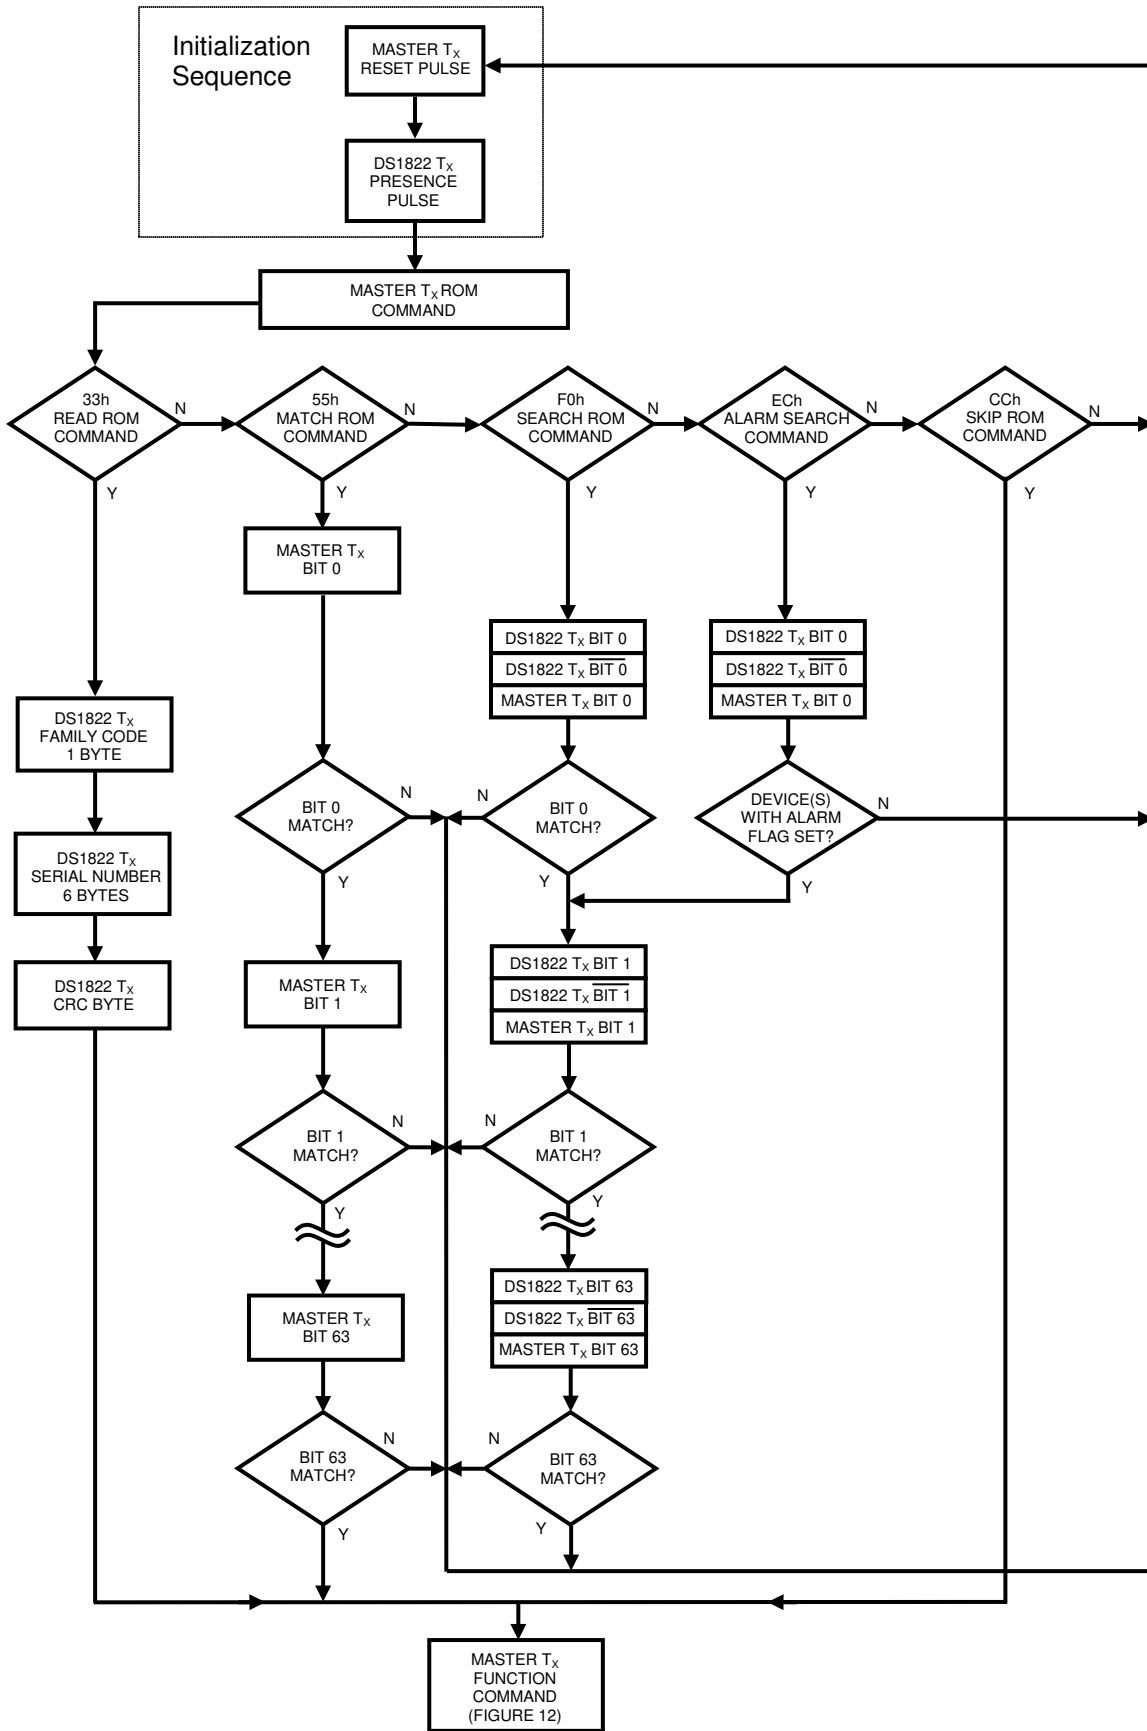 Initialization
Sequence
MASTER TX
RESET PULSE
DS1822 TX
PRESENCE
PULSE
MASTER TX ROM
COMMAND
33h
READ ROM
COMMAND
N
Y
55h
MATCH ROM
COMMAND
N
Y
F0h
SEARCH ROM
COMMAND
N
Y
ECh
ALARM SEARCH
COMMAND
N
Y
CCh
SKIP ROM
COMMAND
N
Y
DS1822 TX
FAMILY CODE
1 BYTE
DS1822 TX
SERIAL NUMBER
6 BYTES
DS1822 TX
CRC BYTE
MASTER TX
BIT 0
BIT 0
MATCH?
N
Y
MASTER TX
BIT 1
BIT 1
MATCH?
N
Y
MASTER TX
BIT 63
BIT 63
MATCH?
N
Y
DS1822 TX BIT 0
DS1822 TX BIT 0
MASTER TX BIT 0
BIT 0
MATCH?
N
Y
DS1822 TX BIT 1
DS1822 TX BIT 1
MASTER TX BIT 1
BIT 1
MATCH?
N
Y
DS1822 TX BIT 63
DS1822 TX BIT 63
MASTER TX BIT 63
BIT 63
MATCH?
N
Y
DS1822 TX BIT 0
DS1822 TX BIT 0
MASTER TX BIT 0
DEVICE(S)
WITH ALARM
FLAG SET?
N
Y
MASTER TX
FUNCTION
COMMAND
(FIGURE 12)